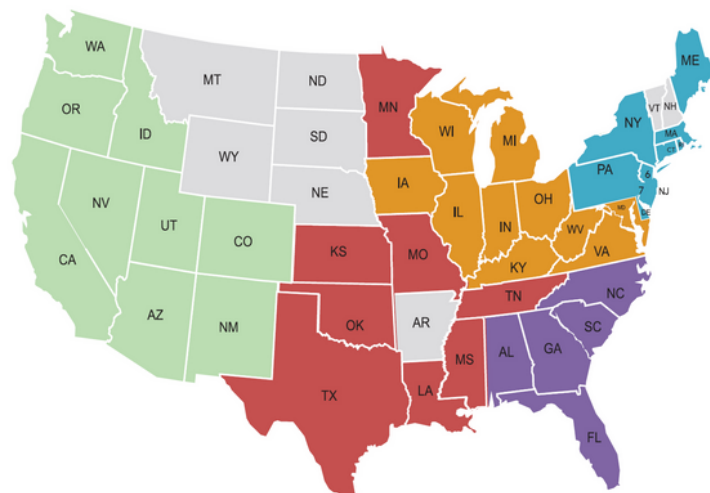 WA
MT
ND
ME
MN
VT
NH
OR
ID
SD
WI
MI
NY
MA
WY
CT
IA
PA
6
NE
7
NJ
NV
OH
MD
DE
UT
IL
IN
CO
WV
KS
MO
VA
CA
KY
NC
TN
AZ
NM
OK
AR
SC
MS
AL
GA
TX
LA
FL